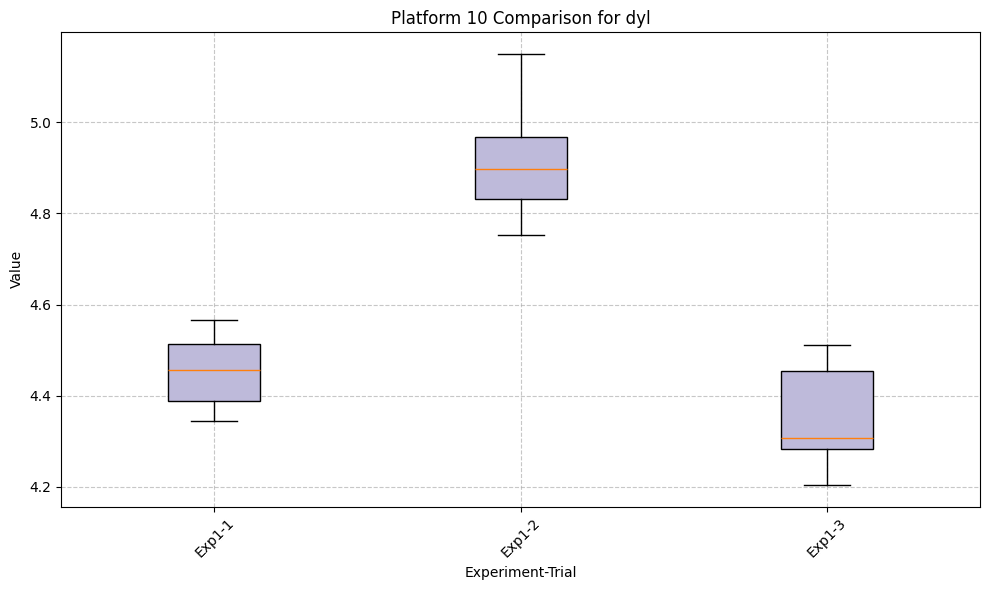 Platform 10 Comparison for dyl
Value
5.0
4.8
4.6
4.4
4.2
Exp1-1
Exp1-2
Exp1-3
Experiment-Trial